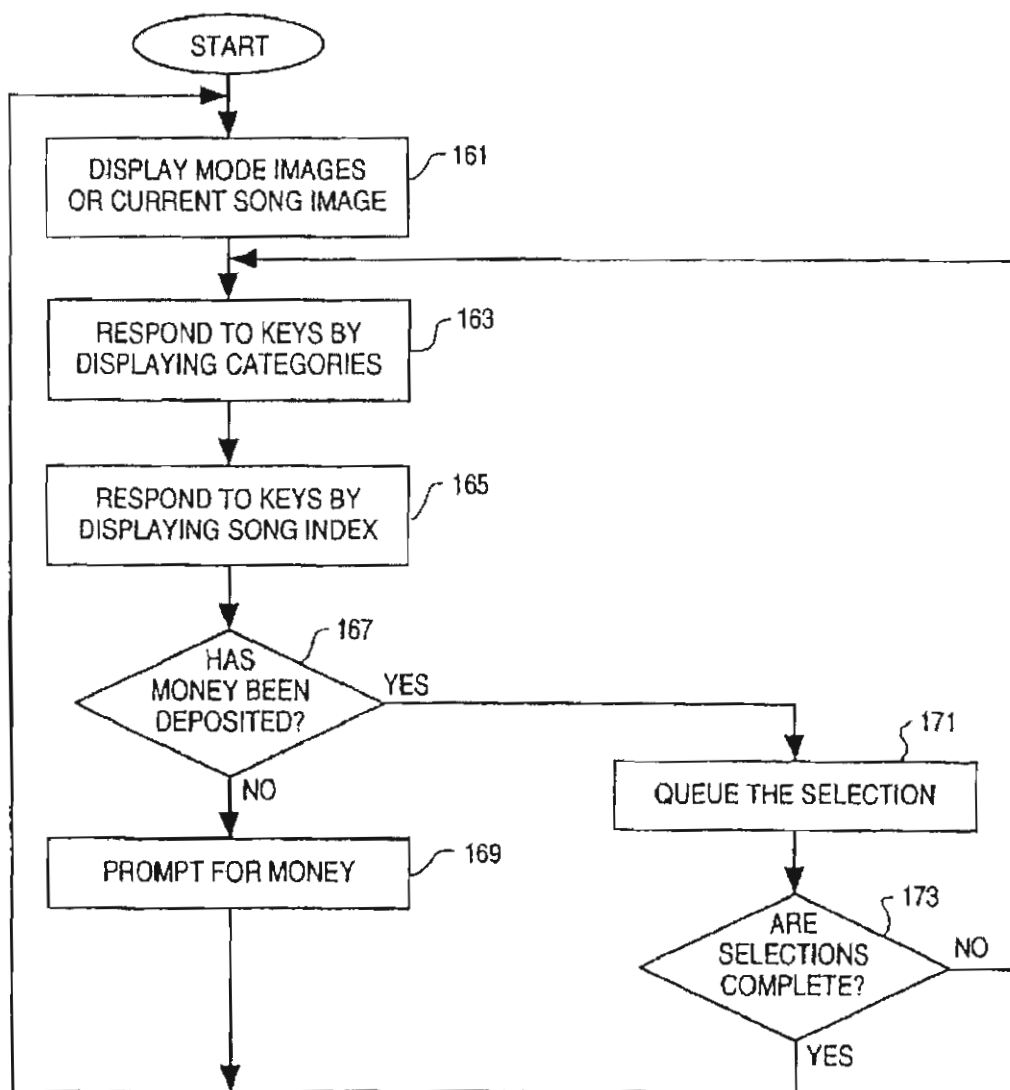 START
DISPLAY MODE IMAGES
OR CURRENT SONG IMAGE
161
RESPOND TO KEYS BY
DISPLAYING CATEGORIES
163
RESPOND TO KEYS BY
DISPLAYING SONG INDEX
165
HAS
MONEY BEEN
DEPOSITED?
167
YES
NO
PROMPT FOR MONEY
169
QUEUE THE SELECTION
171
ARE
SELECTIONS
COMPLETE?
173
NO
YES